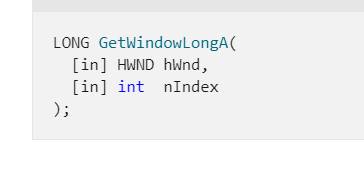 LONG GetWindowLongA(
  [in] HWND hWnd,
  [in] int  nIndex
);